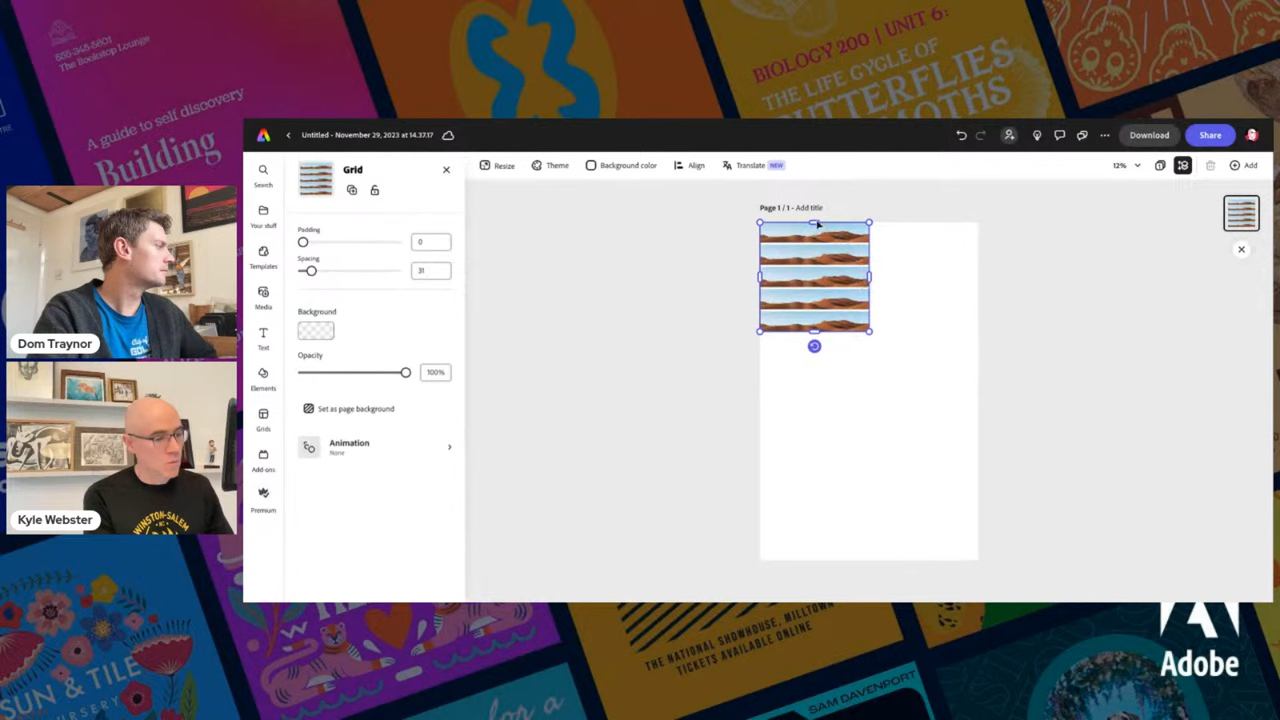 555-345-5601
The Bookstop Lounge
A guide to self discovery
Building
BIOLOGY 200 | UNIT 6:
THE LIFE CYCLE OF
BUTTERFLIES
MOTHS
Untitled - November 29, 2023 at 14.37.17
Download
Share
Search
Your stuff
Templates
Media
Text
Elements
Grids
Add-ons
Premium
Grid
Padding
0
Spacing
31
Background
Opacity
100%
Set as page background
Animation
None
Resize
Theme
Background color
Align
Translate NEW
12%
Add
Page 1 / 1 - Add title
Dom Traynor
WINSTON-SALEM
Kyle Webster
SUN & TILE
for a
THE NATIONAL SHOWHOUSE, MILLTOWN
TICKETS AVAILABLE ONLINE
SAM DAVENPORT
Adobe